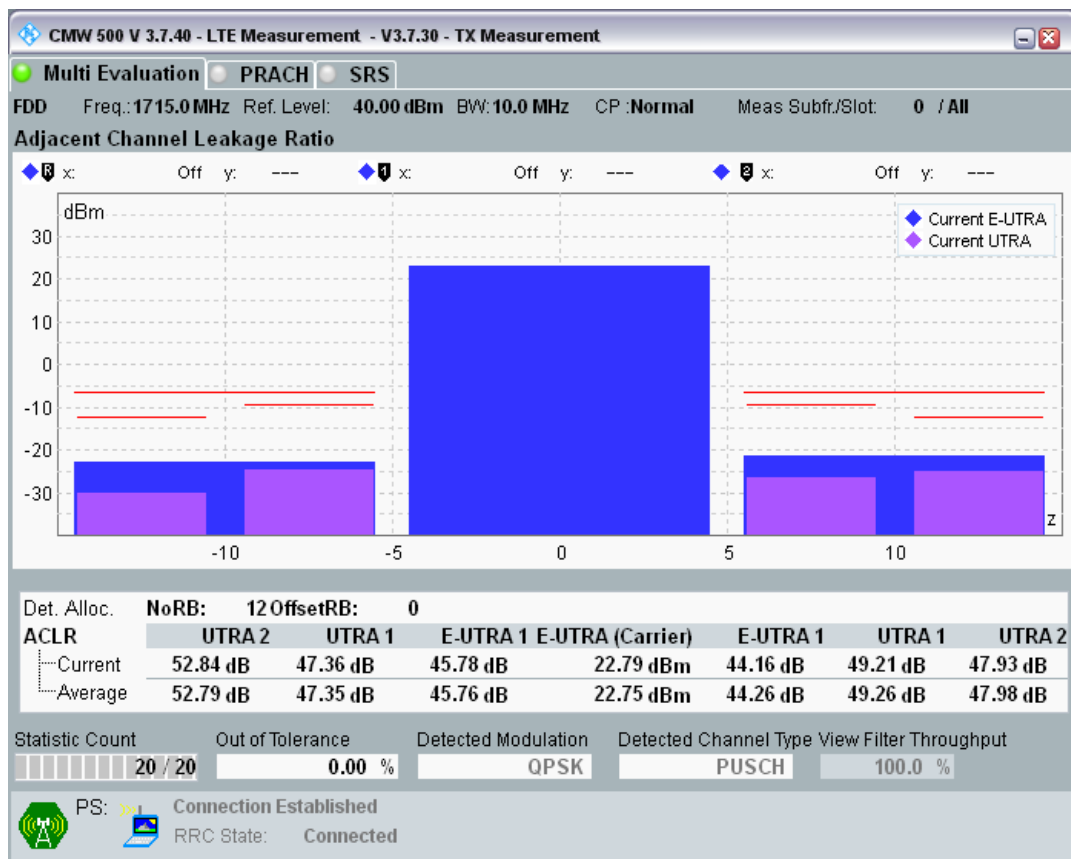 CMW 500 V 3.7.40 - LTE Measurement - V3.7.30 - TX Measurement
Multi Evaluation PRACH SRS
FDD Freq.:1715.0 MHz Ref. Level: 40.00 dBm BW: 10.0 MHz CP :Normal Meas Subfr./Slot: 0 / All
Adjacent Channel Leakage Ratio
R x: Off y: --- 1 x: Off y: --- 2 x: Off y: ---
dBm
Current E-UTRA
Current UTRA
30
20
10
0
-10
-20
-30
z
-10 -5 0 5 10
Det. Alloc. NoRB: 12 OffsetRB: 0
ACLR UTRA 2 UTRA 1 E-UTRA 1 E-UTRA (Carrier) E-UTRA 1 UTRA 1 UTRA 2
Current 52.84 dB 47.36 dB 45.78 dB 22.79 dBm 44.16 dB 49.21 dB 47.93 dB
Average 52.79 dB 47.35 dB 45.76 dB 22.75 dBm 44.26 dB 49.26 dB 47.98 dB
Statistic Count Out of Tolerance Detected Modulation Detected Channel Type View Filter Throughput
20 / 20 0.00 % QPSK PUSCH 100.0 %
PS: Connection Established
RRC State: Connected